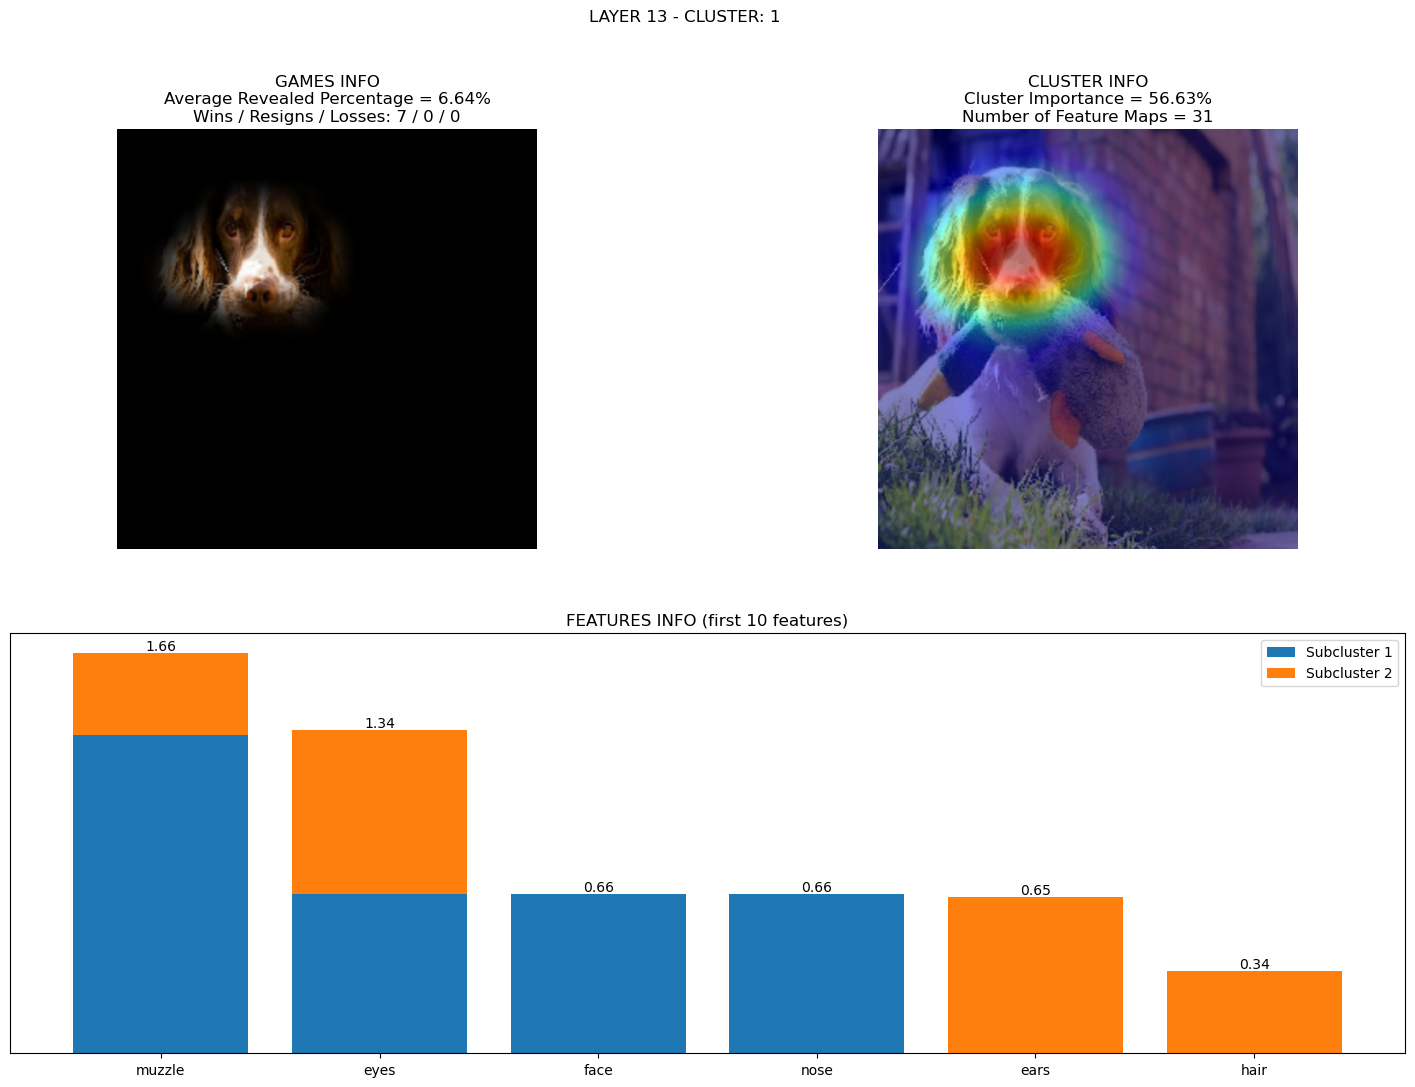 LAYER 13 - CLUSTER: 1
GAMES INFO
Average Revealed Percentage = 6.64%
Wins / Resigns / Losses: 7 / 0 / 0
CLUSTER INFO
Cluster Importance = 56.63%
Number of Feature Maps = 31
FEATURES INFO (first 10 features)
Subcluster 1
Subcluster 2
1.66
1.34
0.66
0.66
0.65
0.34
muzzle
eyes
face
nose
ears
hair